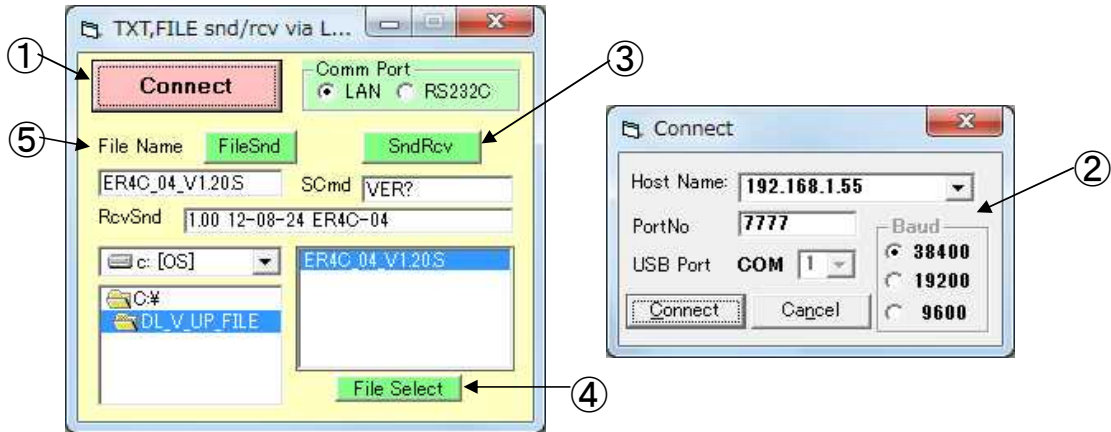 TXT,FILE snd/rcv via L...
① Connect
Comm Port
LAN RS232C
③
⑤ File Name FileSnd SndRcv
ER4C_04_V1.20.S SCmd VER?
RcvSnd 1.00 12-08-24 ER4C-04
c: [OS]
C:¥
DL_V_UP_FILE
ER4C_04_V1.20.S
File Select ④
Connect
Host Name: 192.168.1.55 ②
PortNo 7777
USB Port COM 1
Baud
38400
19200
9600
Connect Cancel